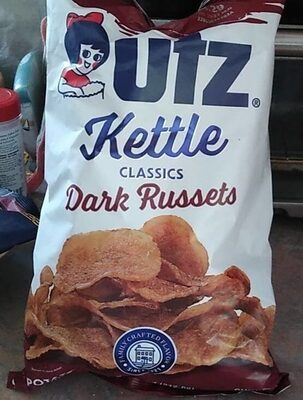 UTZ®
Kettle
CLASSICS
Dark Russets
FAMILY CRAFTED FLAVOR